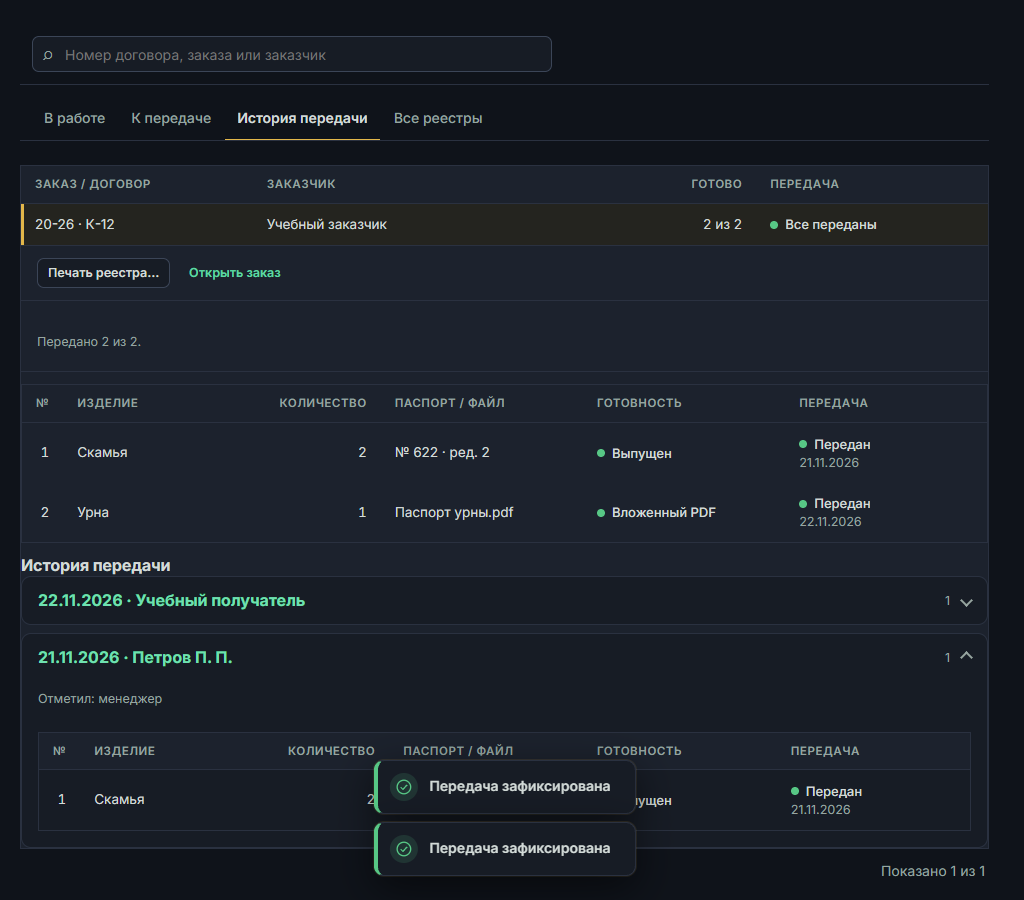 Номер договора, заказа или заказчик
В работе К передаче История передачи Все реестры
ЗАКАЗ / ДОГОВОР ЗАКАЗЧИК ГОТОВО ПЕРЕДАЧА
20-26 · К-12 Учебный заказчик 2 из 2 Все переданы
Печать реестра... Открыть заказ
Передано 2 из 2.
№ ИЗДЕЛИЕ КОЛИЧЕСТВО ПАСПОРТ / ФАЙЛ ГОТОВНОСТЬ ПЕРЕДАЧА
1 Скамья 2 № 622 · ред. 2 Выпущен Передан
21.11.2026
2 Урна 1 Паспорт урны.pdf Вложенный PDF Передан
22.11.2026
История передачи
22.11.2026 · Учебный получатель 1
21.11.2026 · Петров П. П. 1
Отметил: менеджер
№ ИЗДЕЛИЕ КОЛИЧЕСТВО ПАСПОРТ / ФАЙЛ ГОТОВНОСТЬ ПЕРЕДАЧА
Передача зафиксирована
1 Скамья 2 Передан
21.11.2026
Передача зафиксирована
Показано 1 из 1